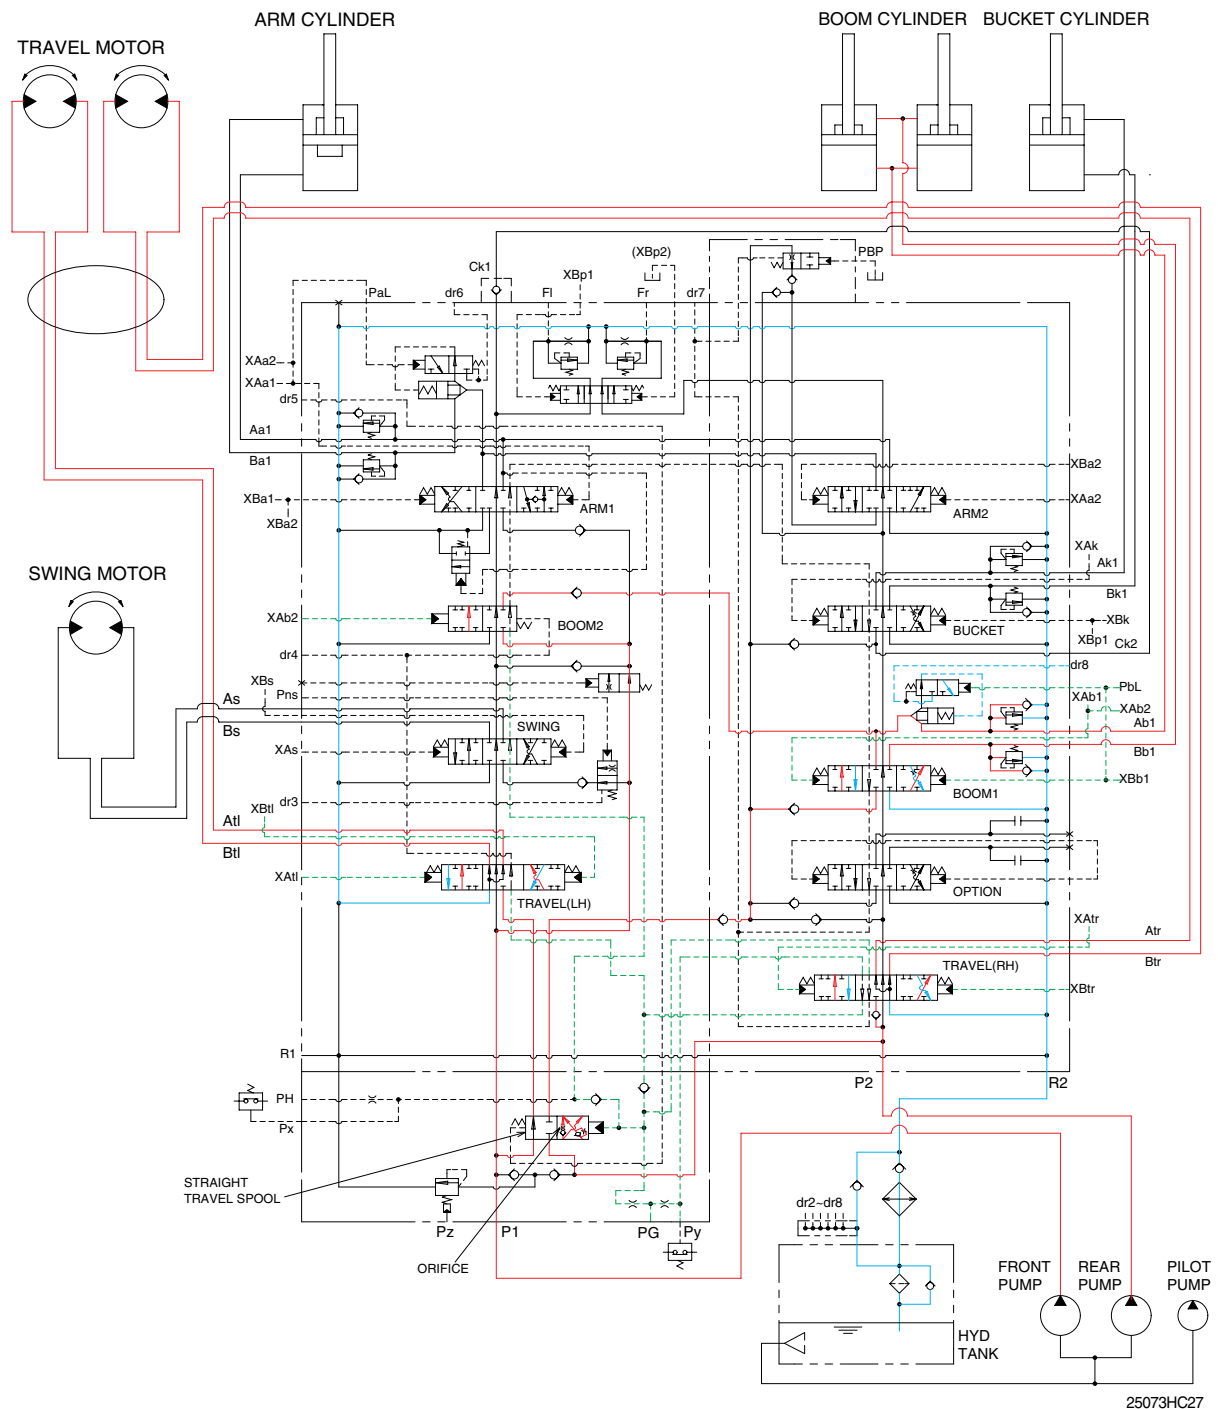 ARM CYLINDER
BOOM CYLINDER
BUCKET CYLINDER
TRAVEL MOTOR
(XBp2)
PBP
Ck1
XBp1
PaL
dr6
Fl
Fr
dr7
XAa2
XAa1
dr5
Aa1
Ba1
XBa2
XBa1
ARM1
ARM2
XAa2
XBa2
XAk
Ak1
SWING MOTOR
Bk1
XAb2
BOOM2
BUCKET
XBk
XBp1
Ck2
dr4
dr8
XBs
PbL
Pns
XAb1
As
XAb2
Bs
SWING
Ab1
XAs
Bb1
XBb1
dr3
BOOM1
XBtl
Atl
Btl
XAtl
OPTION
TRAVEL(LH)
XAtr
Atr
TRAVEL(RH)
Btr
XBtr
R1
P2
R2
PH
Px
STRAIGHT
TRAVEL SPOOL
dr2~dr8
Pz
P1
PG
Py
ORIFICE
FRONT
PUMP
REAR
PUMP
PILOT
PUMP
HYD
TANK
25073HC27